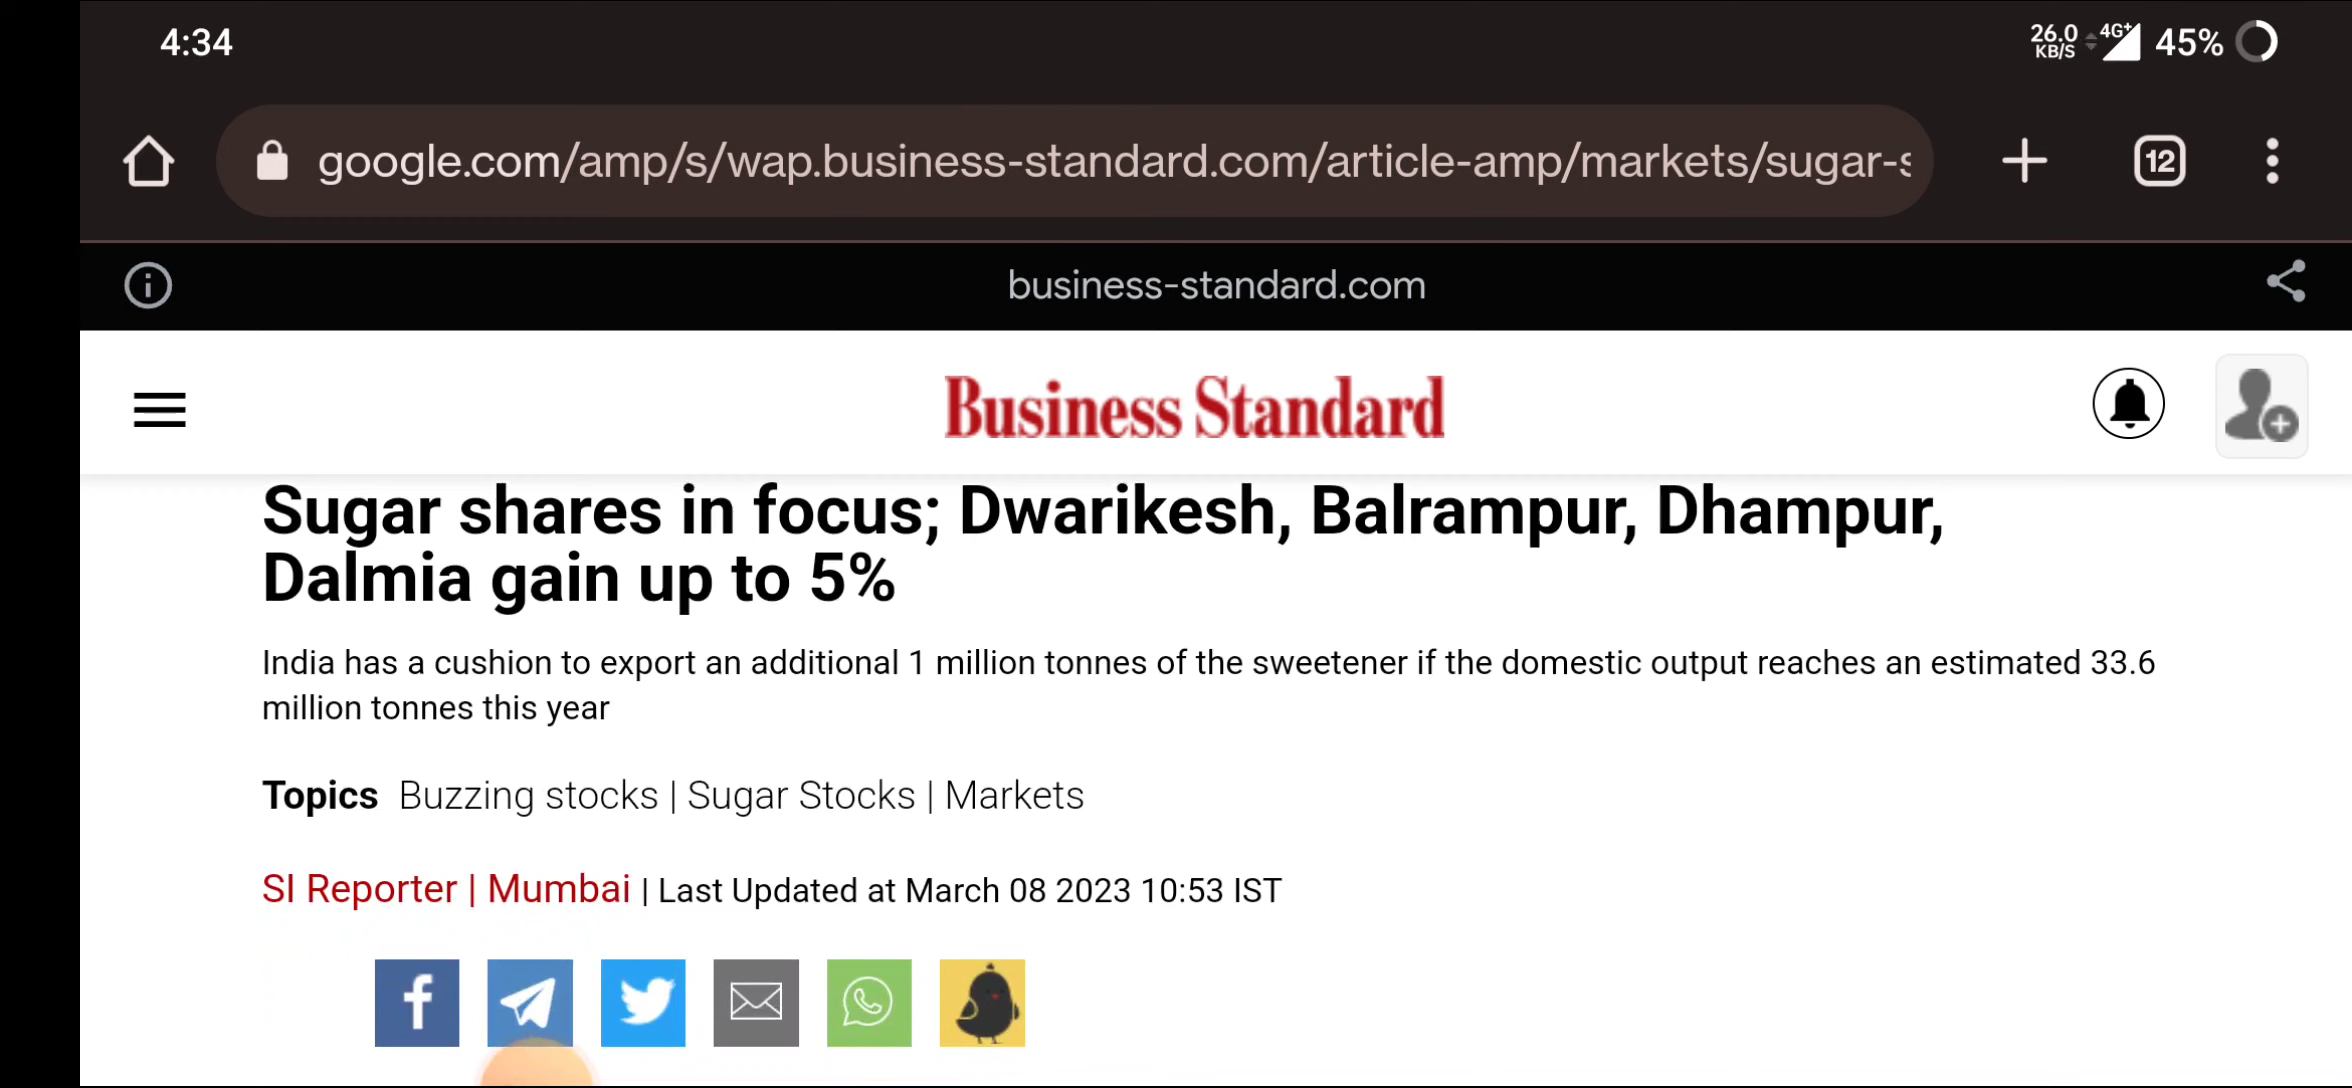 4:34
26.0 KB/S 4G+ 45%
google.com/amp/s/wap.business-standard.com/article-amp/markets/sugar-s
12
business-standard.com
Business Standard
Sugar shares in focus; Dwarikesh, Balrampur, Dhampur,
Dalmia gain up to 5%
India has a cushion to export an additional 1 million tonnes of the sweetener if the domestic output reaches an estimated 33.6
million tonnes this year
Topics Buzzing stocks | Sugar Stocks | Markets
SI Reporter | Mumbai | Last Updated at March 08 2023 10:53 IST